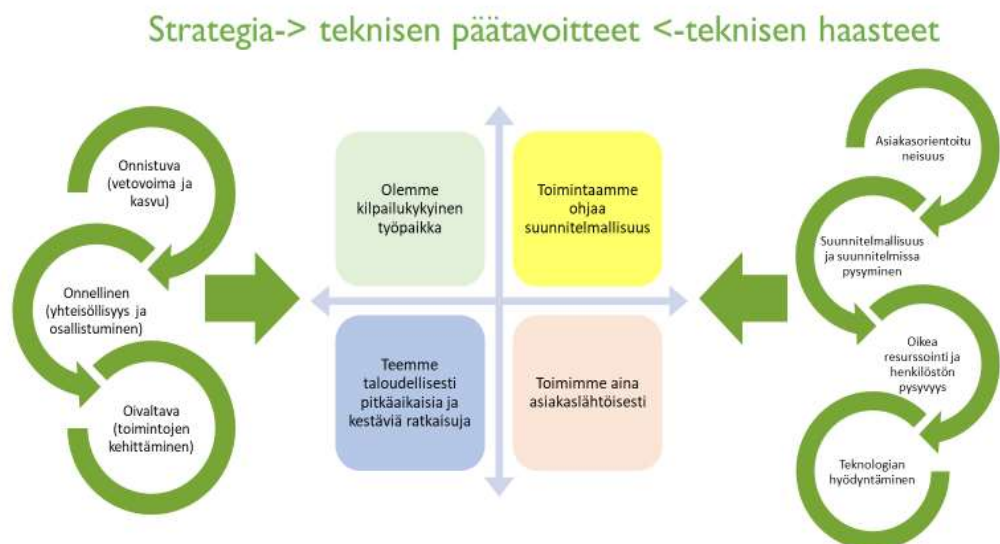 Strategia-> teknisen päätavoitteet <-teknisen haasteet
Onnistuva
(vetovoima ja
kasvu)
Onnellinen
(yhteisöllisyys ja
osallistuminen)
Oivaltava
(toimintojen
kehittäminen)
Olemme
kilpailukykyinen
työpaikka
Toimintaamme
ohjaa
suunnitelmallisuus
Teemme
taloudellisesti
pitkäaikaisia ja
kestäviä ratkaisuja
Toimimme aina
asiakaslähtöisesti
Asiakasorientoitu
neisuus
Suunnitelmallisuus
ja suunnitelmissa
pysyminen
Oikea
resurssointi ja
henkilöstön
pysyvyys
Teknologian
hyödyntäminen